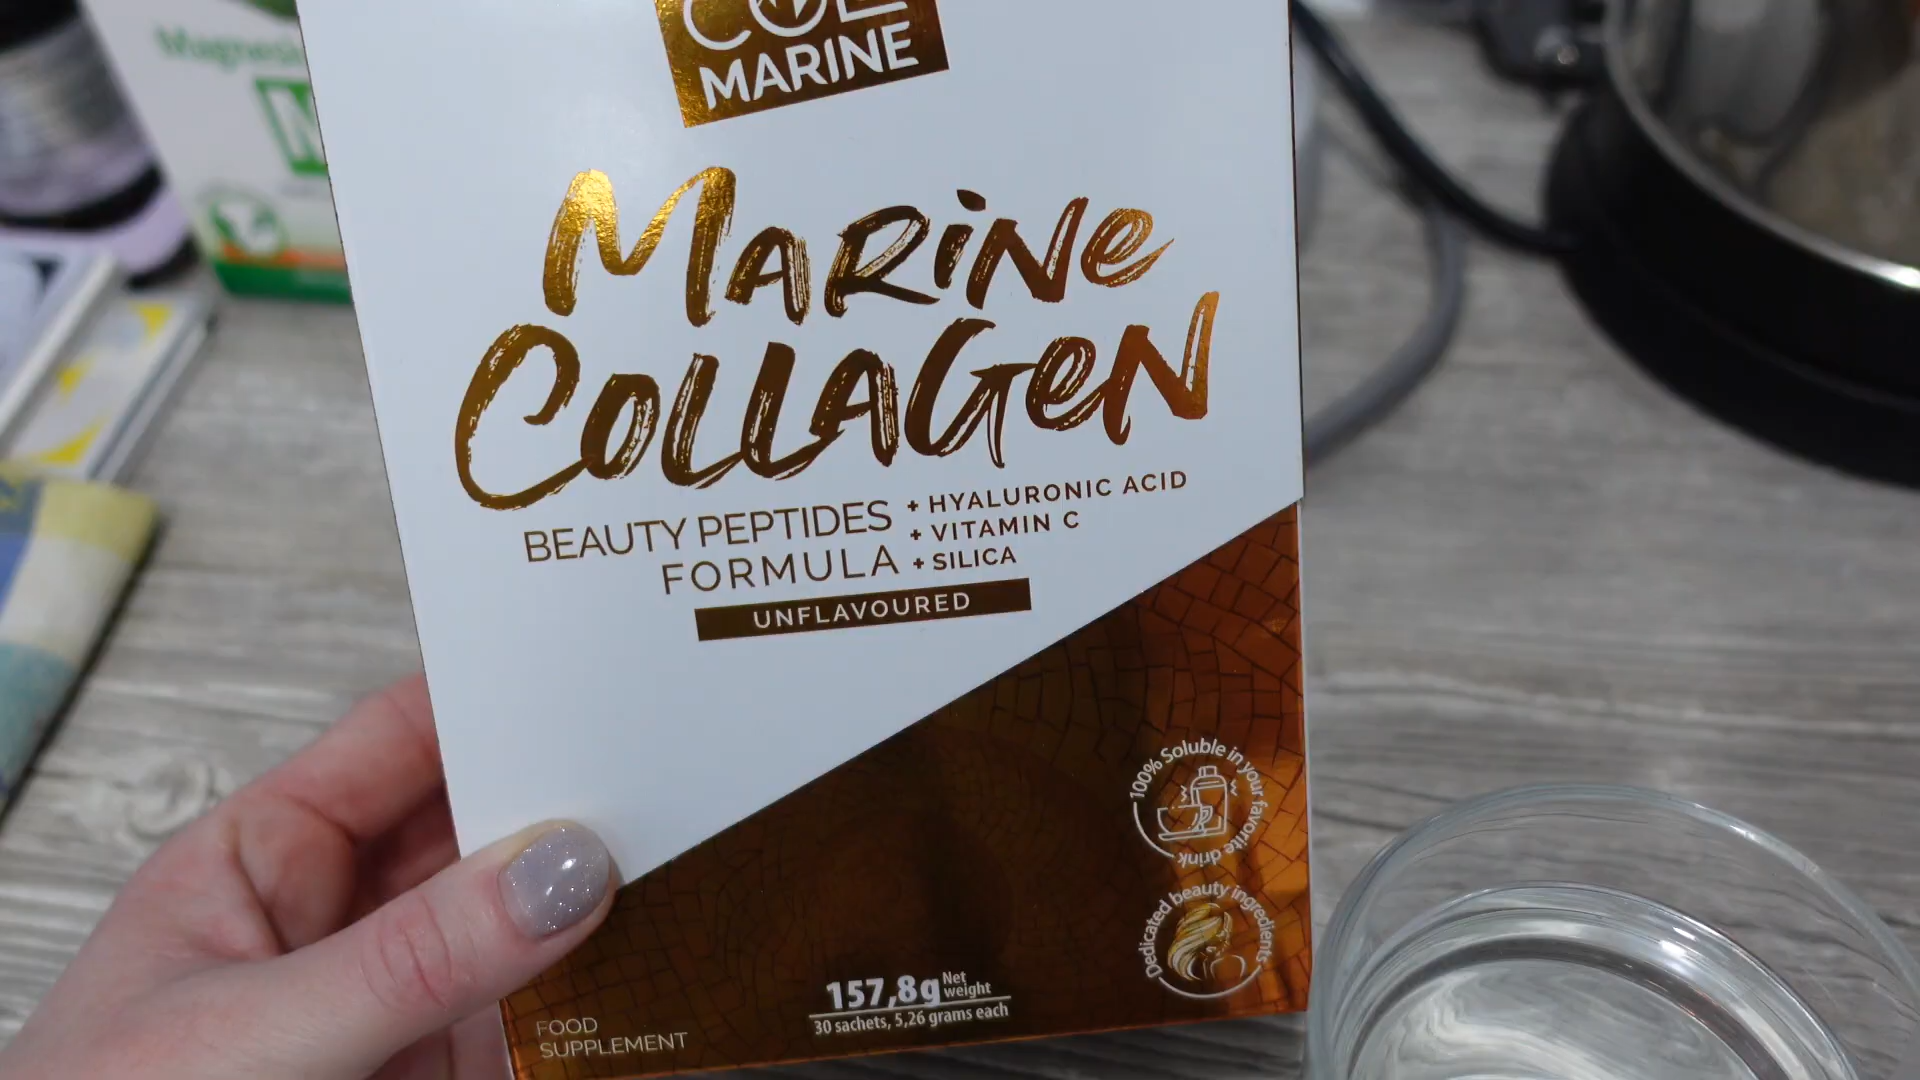 MARINE
MARINE
COLLAGEN
BEAUTY PEPTIDES
FORMULA
+ HYALURONIC ACID
+ VITAMIN C
+ SILICA
UNFLAVOURED
100% Soluble in your favorite drink
Dedicated beauty ingredients
157,8g Net weight
30 sachets, 5,26 grams each
FOOD
SUPPLEMENT